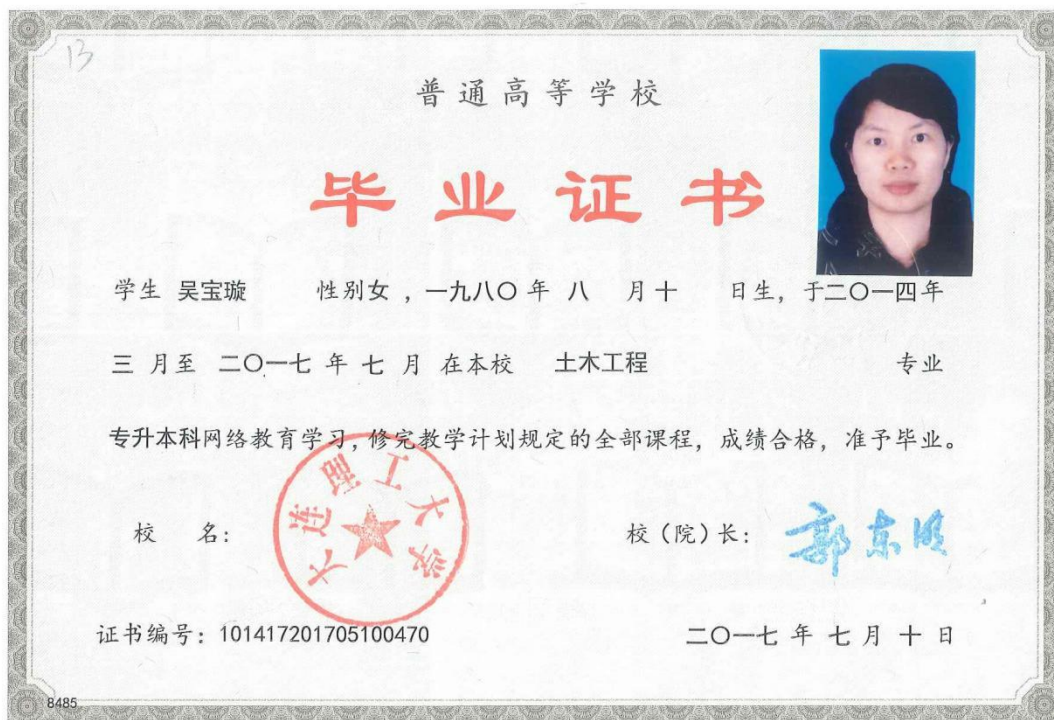 13
普通高等学校
毕业证书
学生 吴宝璇 性别女，一九八〇年 八 月十 日生，于二〇一四年
三 月至 二〇一七 年 七 月 在本校 土木工程 专业
专升本科网络教育学习，修完教学计划规定的全部课程，成绩合格，准予毕业。
校 名：
大连理工大学
校（院）长：郭东明
证书编号：101417201705100470
二〇一七 年 七 月 十 日
8485